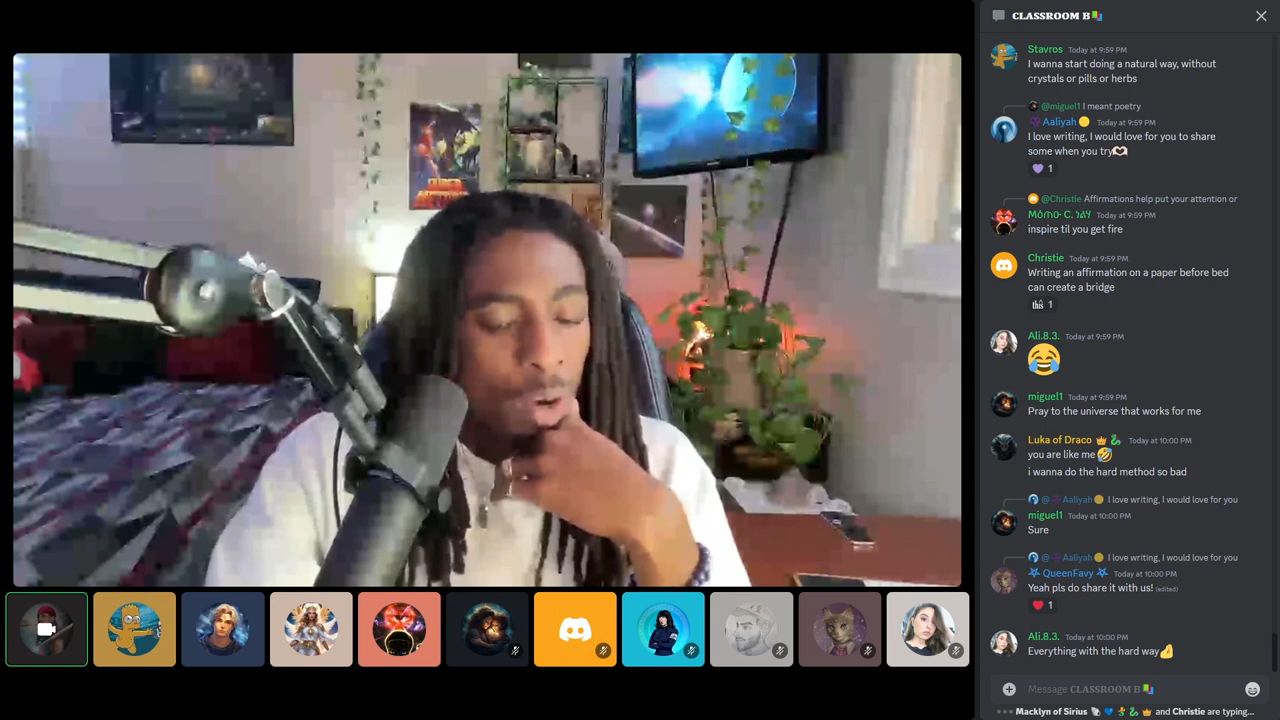 CLASSROOM B
Stavros Today at 9:59 PM
I wanna start doing a natural way, without
crystals or pills or herbs
@miguel1 I meant poetry
Aaliyah Today at 9:59 PM
I love writing, I would love for you to share
some when you try🫶🏻
💜 1
@Christie Affirmations help put your attention or
Today at 9:59 PM
inspire til you get fire
Christie Today at 9:59 PM
Writing an affirmation on a paper before bed
can create a bridge
this 1
Ali.8.3. Today at 9:59 PM
😂
miguel1 Today at 9:59 PM
Pray to the universe that works for me
Luka of Draco 👑 🐍 Today at 10:00 PM
you are like me🤣
i wanna do the hard method so bad
@ Aaliyah I love writing, I would love for you
miguel1 Today at 10:00 PM
Sure
@ Aaliyah I love writing, I would love for you
QueenFavy Today at 10:00 PM
Yeah pls do share it with us! (edited)
❤️ 1
Ali.8.3. Today at 10:00 PM
Everything with the hard way
Message CLASSROOM B
Macklyn of Sirius and Christie are typing...